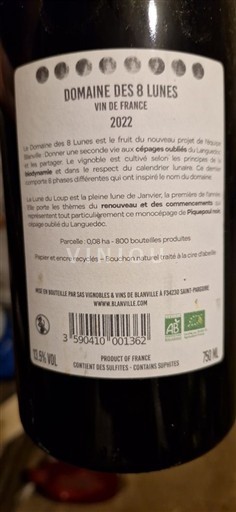 DOMAINE DES 8 LUNES
VIN DE FRANCE
2022
Le Domaine des 8 Lunes est le fruit du nouveau projet de l'équipe
Blanville : Donner une seconde vie aux cépages oubliés du Languedoc
et les partager. Le vignoble est cultivé selon les principes de la
biodynamie et dans le respect du calendrier lunaire. Ce dernier
comporte 8 phases différentes qui ont inspiré le nom du domaine.
La Lune du Loup est la pleine lune de Janvier, la première de l'année.
Elle porte les thèmes du renouveau et des commencements qui
représentent tout particulièrement ce monocépage de Piquepoul noir,
cépage oublié du Languedoc.
Parcelle : 0,08 ha - 800 bouteilles produites
Papier et encre recyclés - Bouchon naturel traité à la cire d'abeille
VINIOU
MISE EN BOUTEILLE PAR SAS VIGNOBLES & VINS DE BLANVILLE À F34230 SAINT-PARGOIRE
WWW.BLANVILLE.COM
3 590410 001362
AB
13.5% VOL
PRODUCT OF FRANCE
CONTIENT DES SULFITES - CONTAINS SULPHITES
750 ML